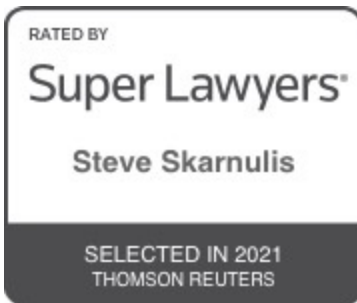 RATED BY
Super Lawyers®
Steve Skarnulis
SELECTED IN 2021
THOMSON REUTERS